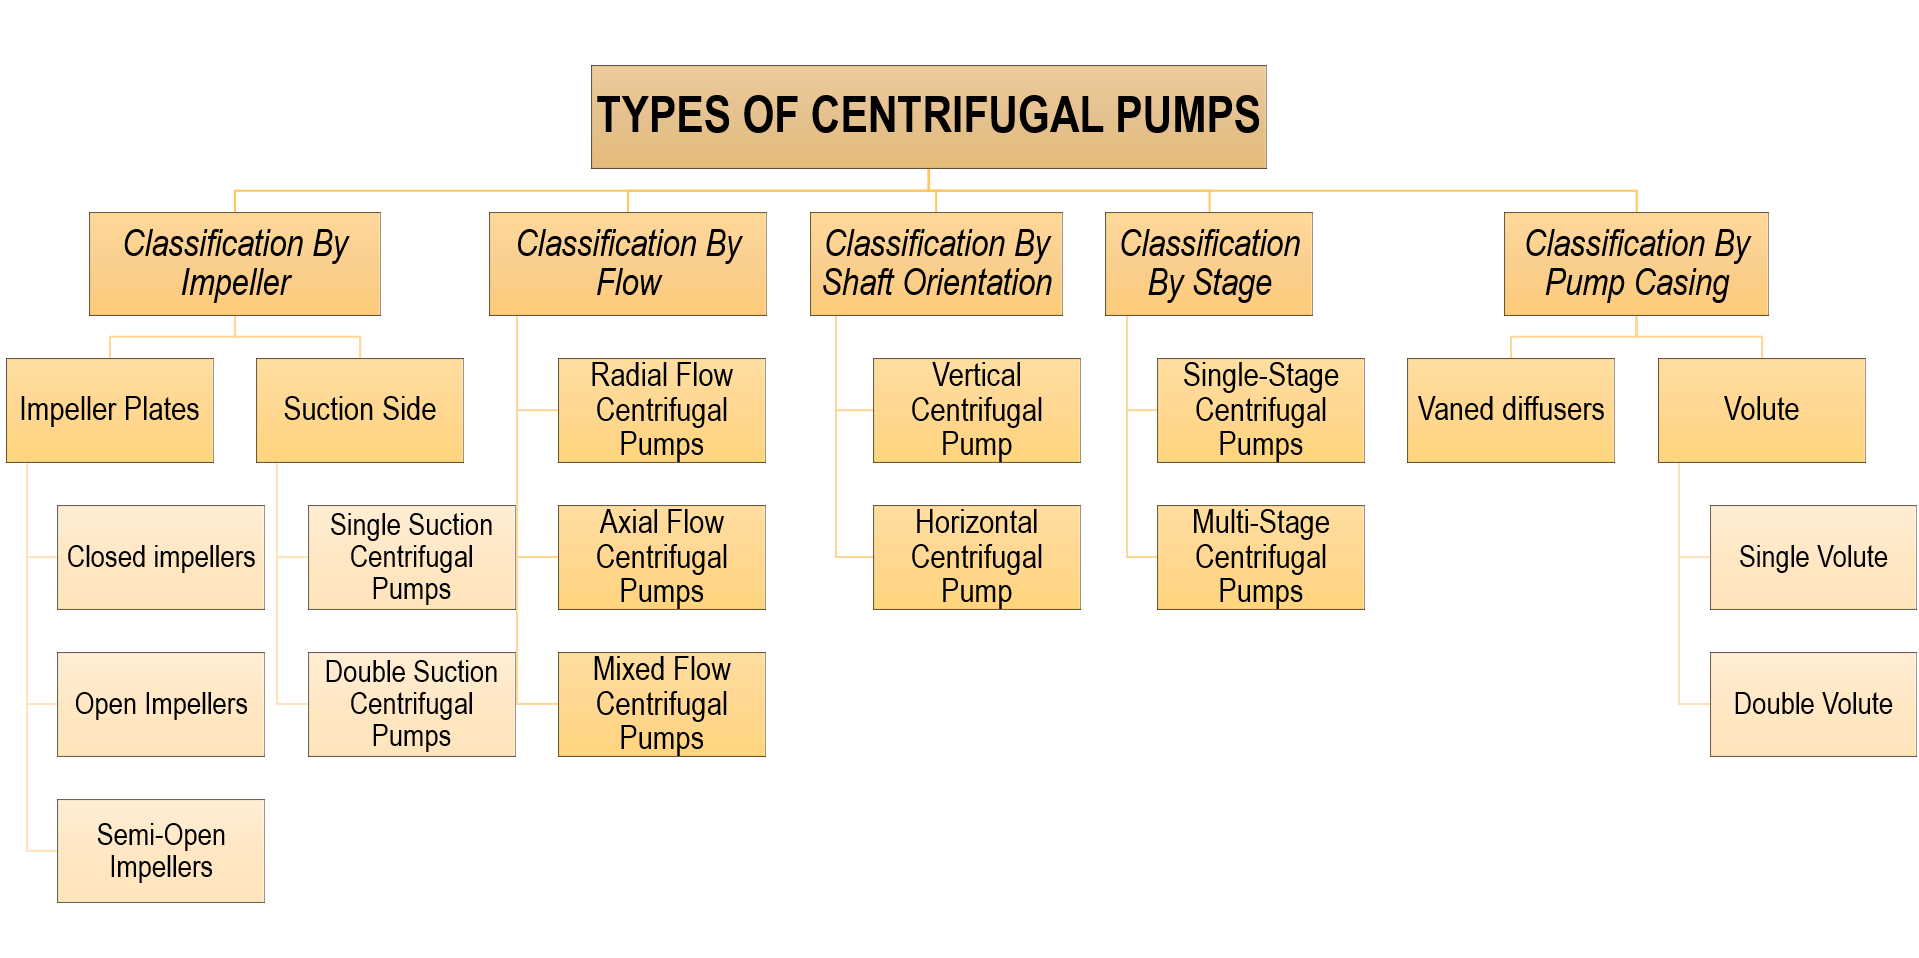 TYPES OF CENTRIFUGAL PUMPS
Classification By
Impeller
Classification By
Flow
Classification By
Shaft Orientation
Classification
By Stage
Classification By
Pump Casing
Impeller Plates
Suction Side
Radial Flow
Centrifugal
Pumps
Vertical
Centrifugal
Pump
Single-Stage
Centrifugal
Pumps
Vaned diffusers
Volute
Closed impellers
Single Suction
Centrifugal
Pumps
Axial Flow
Centrifugal
Pumps
Horizontal
Centrifugal
Pump
Multi-Stage
Centrifugal
Pumps
Single Volute
Open Impellers
Double Suction
Centrifugal
Pumps
Mixed Flow
Centrifugal
Pumps
Double Volute
Semi-Open
Impellers